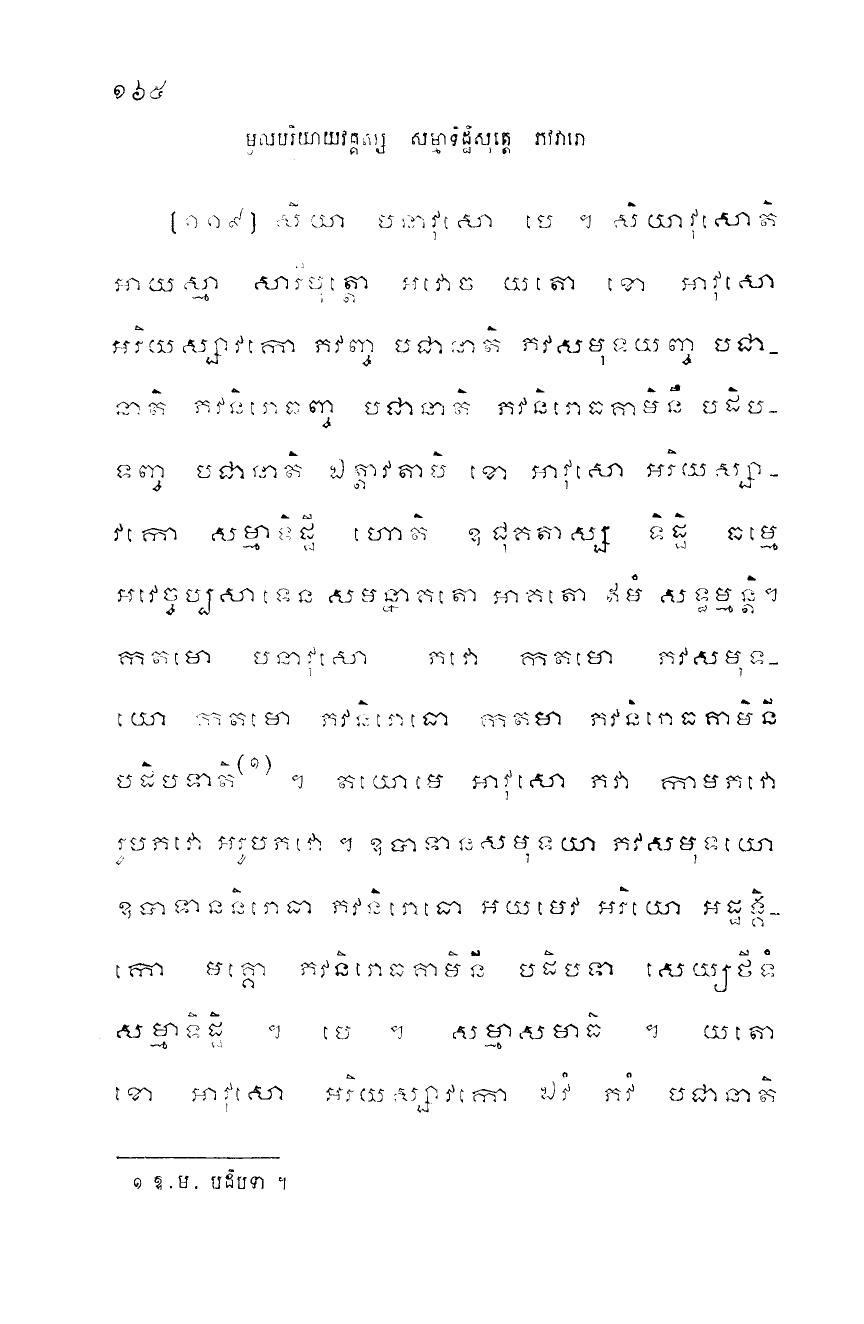 ១៦៥
មូលបរិយាយវគ្គស្ស សម្មាទិដ្ឋិសុត្តេ ភវវារោ
[១១៩] សិយា បនាវុសោ បេ ។ សិយាវុសោតិ
អាយស្មា សារីបុត្តោ អវោច យតោ ខោ អាវុសោ
អរិយស្សាវកោ ភវញ្ច បជានាតិ ភវសមុទយញ្ច បជា-
នាតិ ភវនិរោធញ្ច បជានាតិ ភវនិរោធគាមិនឹ បដិប-
ទញ្ច បជានាតិ ឯត្តាវតាបិ ខោ អាវុសោ អរិយស្សា-
វកោ សម្មាទិដ្ឋី ហោតិ ឧជុគតាស្ស ទិដ្ឋិ ធម្មេ
អវេច្ចប្បសាទេន សមន្នាគតោ អាគតោ ឥមំ សទ្ធម្មន្តិ។
កតមោ បនាវុសោ ភវោ កតមោ ភវសមុទ-
យោ កតមោ ភវនិរោធោ កតមា ភវនិរោធគាមិនី
បដិបទាតិ(១) ។ តយោមេ អាវុសោ ភវា កាមភវោ
រូបភវោ អរូបភវោ ។ ឧបាទានសមុទយា ភវសមុទយោ
ឧបាទាននិរោធា ភវនិរោធោ អយមេវ អរិយោ អដ្ឋង្គិ-
កោ មគ្គោ ភវនិរោធគាមិនី បដិបទា សេយ្យថីទំ
សម្មាទិដ្ឋិ ។ បេ ។ សម្មាសមាធិ ។ យតោ
ខោ អាវុសោ អរិយស្សាវកោ ឯវំ ភវំ បជានាតិ
១ ឱ.ម. បដិបទា ។